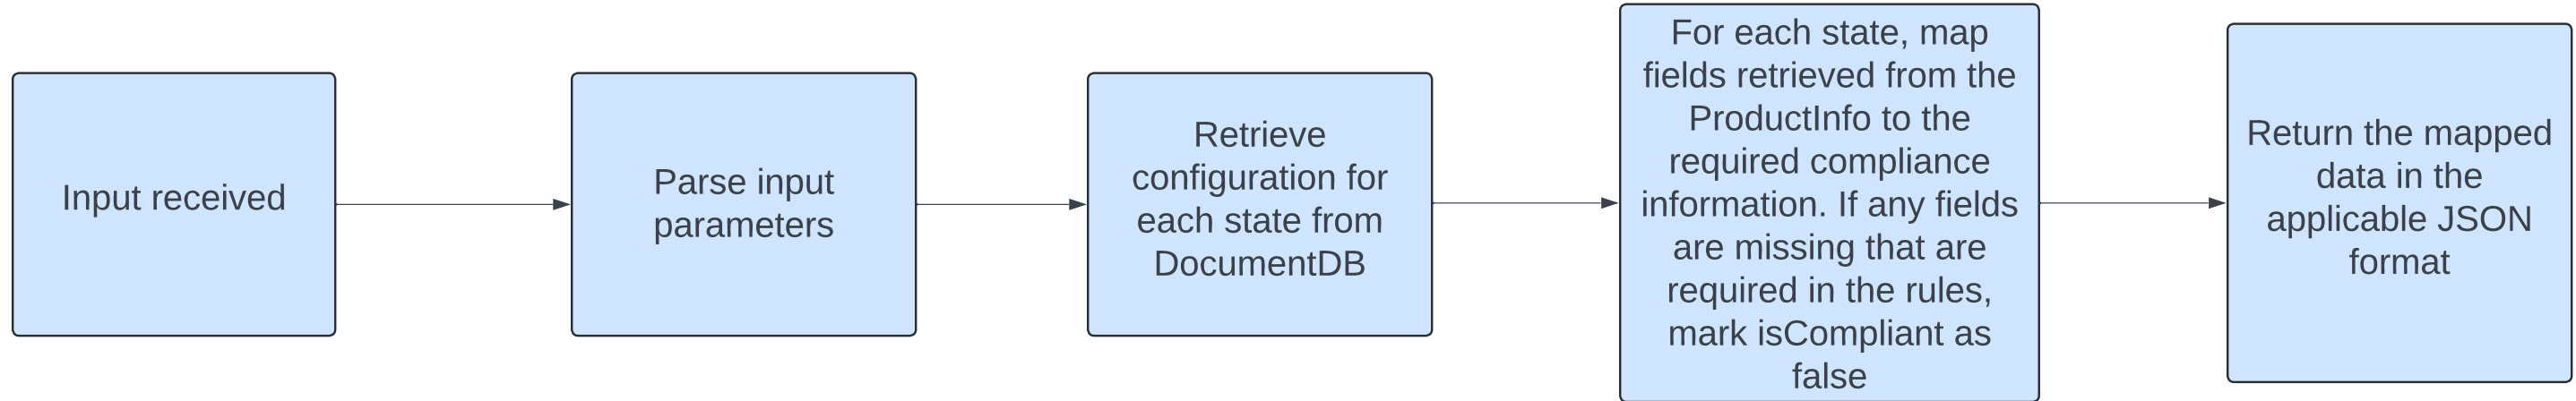 Input received
Parse input
parameters
Retrieve
configuration for
each state from
DocumentDB
For each state, map
fields retrieved from the
ProductInfo to the
required compliance
information. If any fields
are missing that are
required in the rules,
mark isCompliant as
false
Return the mapped
data in the
applicable JSON
format